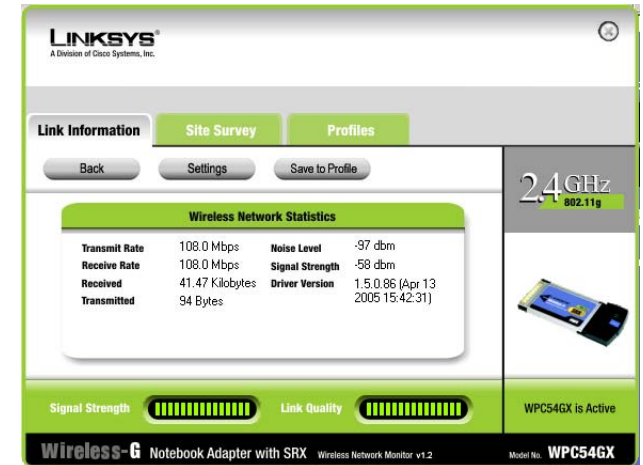 LINKSYS®
A Division of Cisco Systems, Inc.
Link Information Site Survey Profiles
Back Settings Save to Profile
2.4 GHz
802.11g
Wireless Network Statistics
Transmit Rate 108.0 Mbps Noise Level -97 dbm
Receive Rate 108.0 Mbps Signal Strength -58 dbm
Received 41.47 Kilobytes Driver Version 1.5.0.86 (Apr 13
2005 15:42:31)
Transmitted 94 Bytes
Signal Strength Link Quality WPC54GX is Active
Wireless-G Notebook Adapter with SRX Wireless Network Monitor v1.2 Model No. WPC54GX